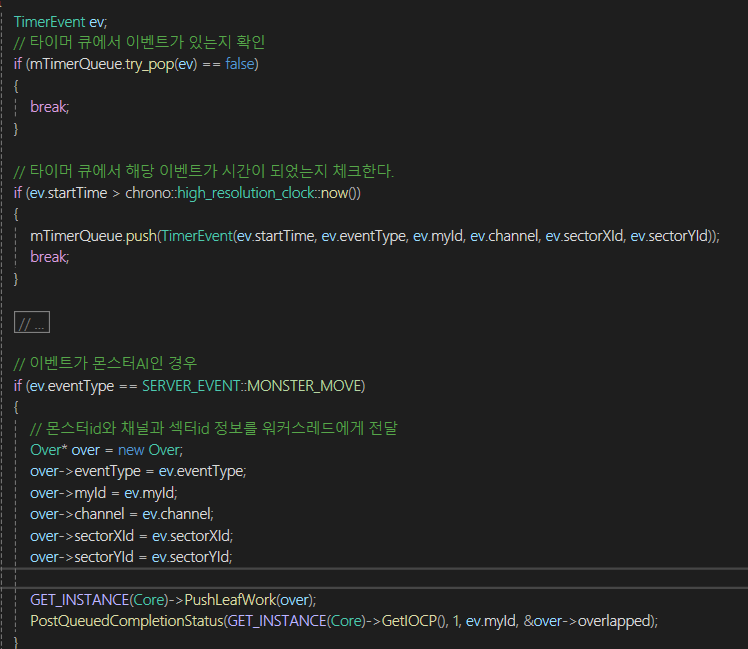 TimerEvent ev;
// 타이머 큐에서 이벤트가 있는지 확인
if (mTimerQueue.try_pop(ev) == false)
{
break;
}
// 타이머 큐에서 해당 이벤트가 시간이 되었는지 체크한다.
if (ev.startTime > chrono::high_resolution_clock::now())
{
mTimerQueue.push(TimerEvent(ev.startTime, ev.eventType, ev.myId, ev.channel, ev.sectorXId, ev.sectorYId));
break;
}
// ...
// 이벤트가 몬스터AI인 경우
if (ev.eventType == SERVER_EVENT::MONSTER_MOVE)
{
// 몬스터id와 채널과 섹터id 정보를 워커스레드에게 전달
Over* over = new Over;
over->eventType = ev.eventType;
over->myId = ev.myId;
over->channel = ev.channel;
over->sectorXId = ev.sectorXId;
over->sectorYId = ev.sectorYId;
GET_INSTANCE(Core)->PushLeafWork(over);
PostQueuedCompletionStatus(GET_INSTANCE(Core)->GetIOCP(), 1, ev.myId, &over->overlapped);
}